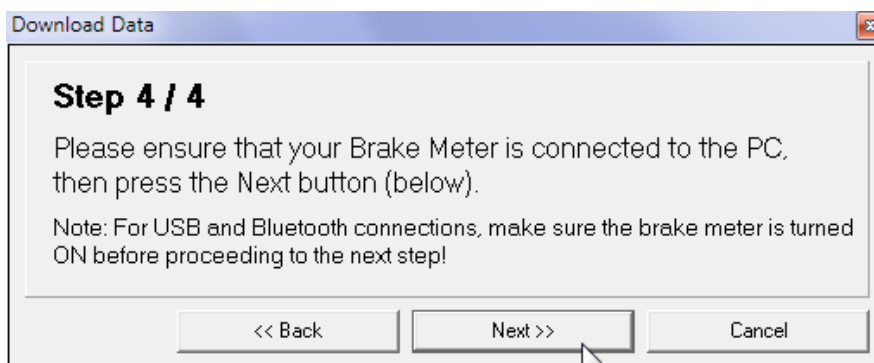 Download Data
Step 4 / 4
Please ensure that your Brake Meter is connected to the PC,
then press the Next button (below).
Note: For USB and Bluetooth connections, make sure the brake meter is turned
ON before proceeding to the next step!
<< Back
Next >>
Cancel